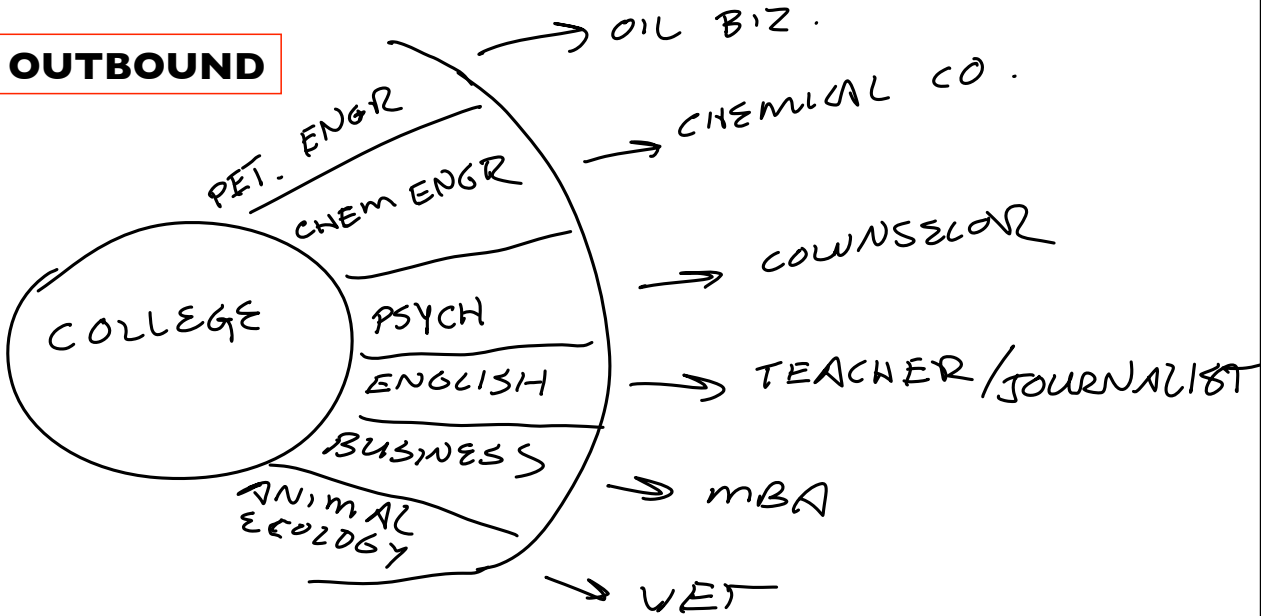 OUTBOUND
OIL BIZ.
PET. ENGR
CHEMICAL CO.
CHEM ENGR
COUNSELOR
COLLEGE
PSYCH
TEACHER/JOURNALIST
ENGLISH
BUSINESS
MBA
ANIMAL
ECOLOGY
VET